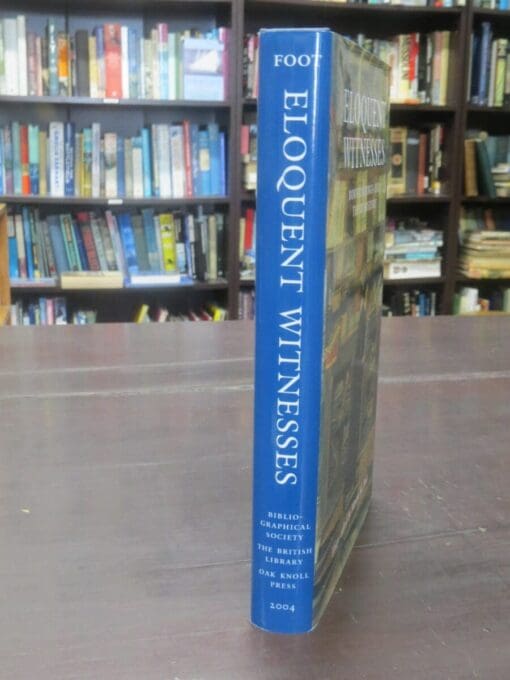 FOOT
ELOQUENT WITNESSES
BIBLIO-
GRAPHICAL
SOCIETY
THE BRITISH
LIBRARY
OAK KNOLL
PRESS
2004
ELOQUENT
WITNESSES